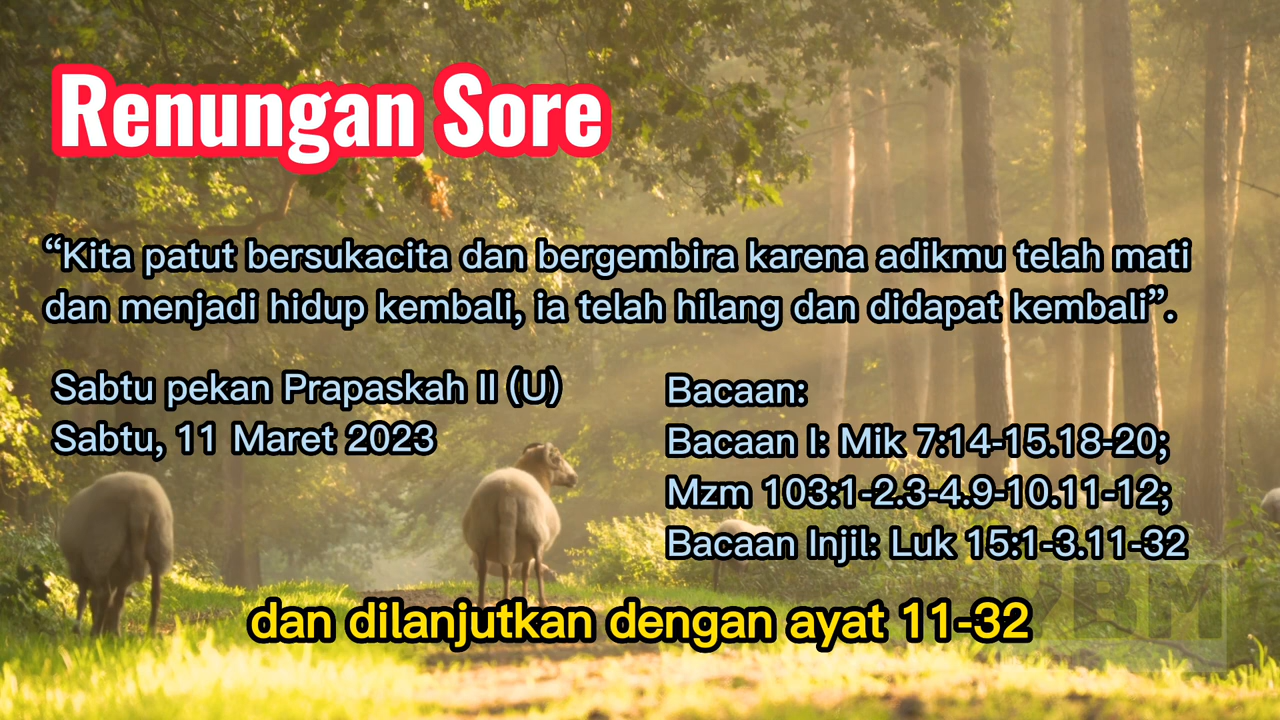 Renungan Sore
“Kita patut bersukacita dan bergembira karena adikmu telah mati
dan menjadi hidup kembali, ia telah hilang dan didapat kembali”.
Sabtu pekan Prapaskah II (U)
Sabtu, 11 Maret 2023
Bacaan:
Bacaan I: Mik 7:14-15.18-20;
Mzm 103:1-2.3-4.9-10.11-12;
Bacaan Injil: Luk 15:1-3.11-32
dan dilanjutkan dengan ayat 11-32